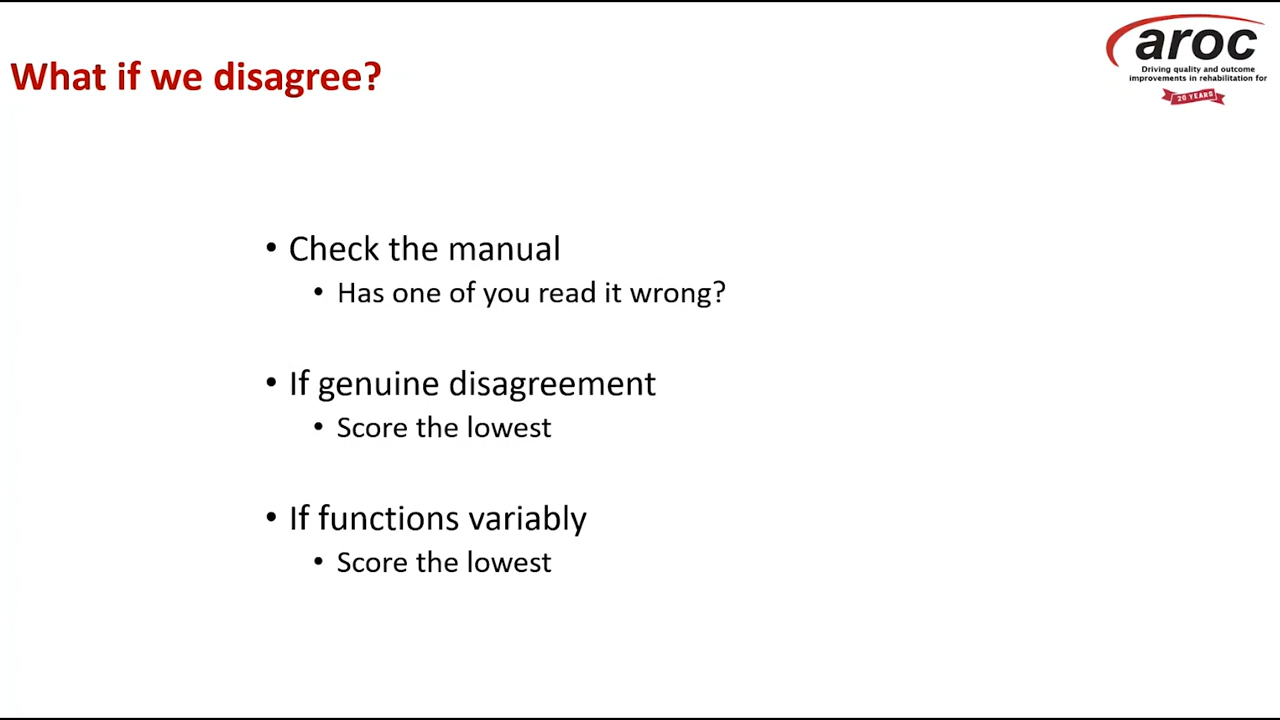 aroc
Driving quality and outcome
improvements in rehabilitation for
20 YEARS
What if we disagree?
• Check the manual
• Has one of you read it wrong?
• If genuine disagreement
• Score the lowest
• If functions variably
• Score the lowest